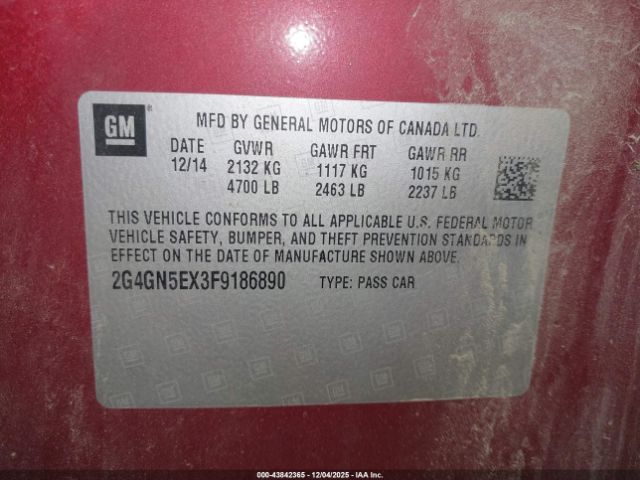 GM
MFD BY GENERAL MOTORS OF CANADA LTD.
DATE GVWR GAWR FRT GAWR RR
12/14 2132 KG 1117 KG 1015 KG
4700 LB 2463 LB 2237 LB
THIS VEHICLE CONFORMS TO ALL APPLICABLE U.S. FEDERAL MOTOR
VEHICLE SAFETY, BUMPER, AND THEFT PREVENTION STANDARDS IN
EFFECT ON THE DATE OF MANUFACTURE SHOWN ABOVE.
2G4GN5EX3F9186890 TYPE: PASS CAR
000-43842365 - 12/04/2025 - IAAI.COM